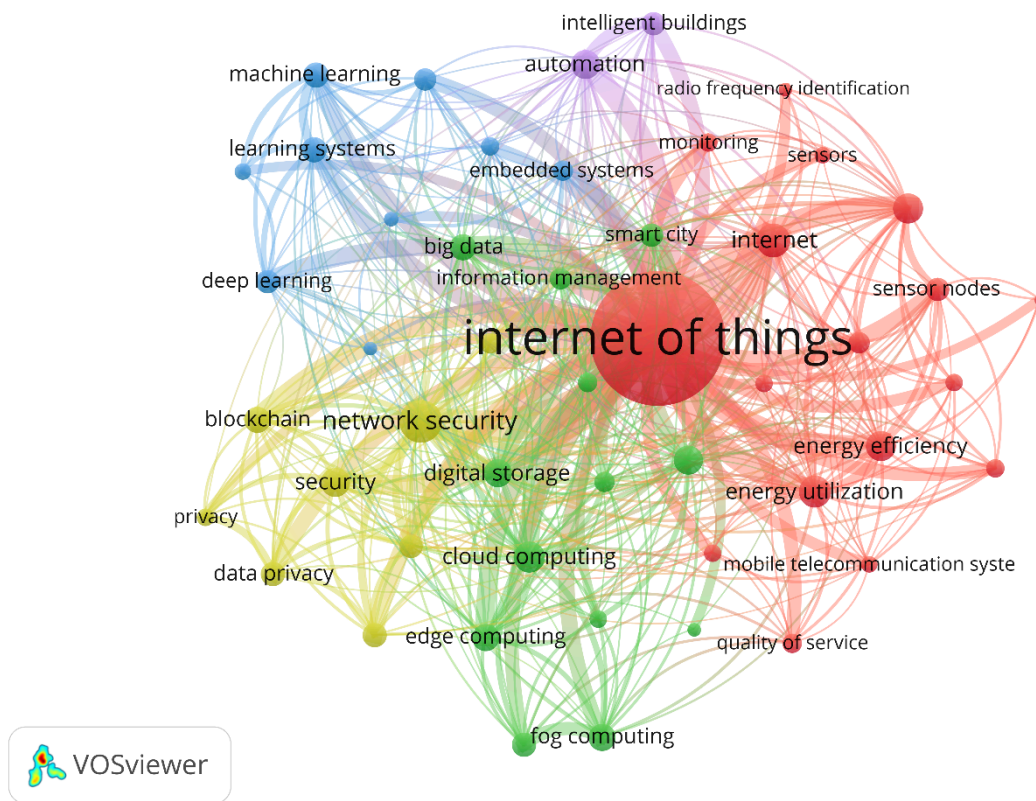 intelligent buildings
automation
machine learning
radio frequency identification
monitoring
sensors
learning systems
embedded systems
smart city
internet
big data
information management
deep learning
sensor nodes
internet of things
blockchain
network security
energy efficiency
digital storage
security
energy utilization
privacy
cloud computing
mobile telecommunication syste
data privacy
edge computing
quality of service
fog computing
VOSviewer